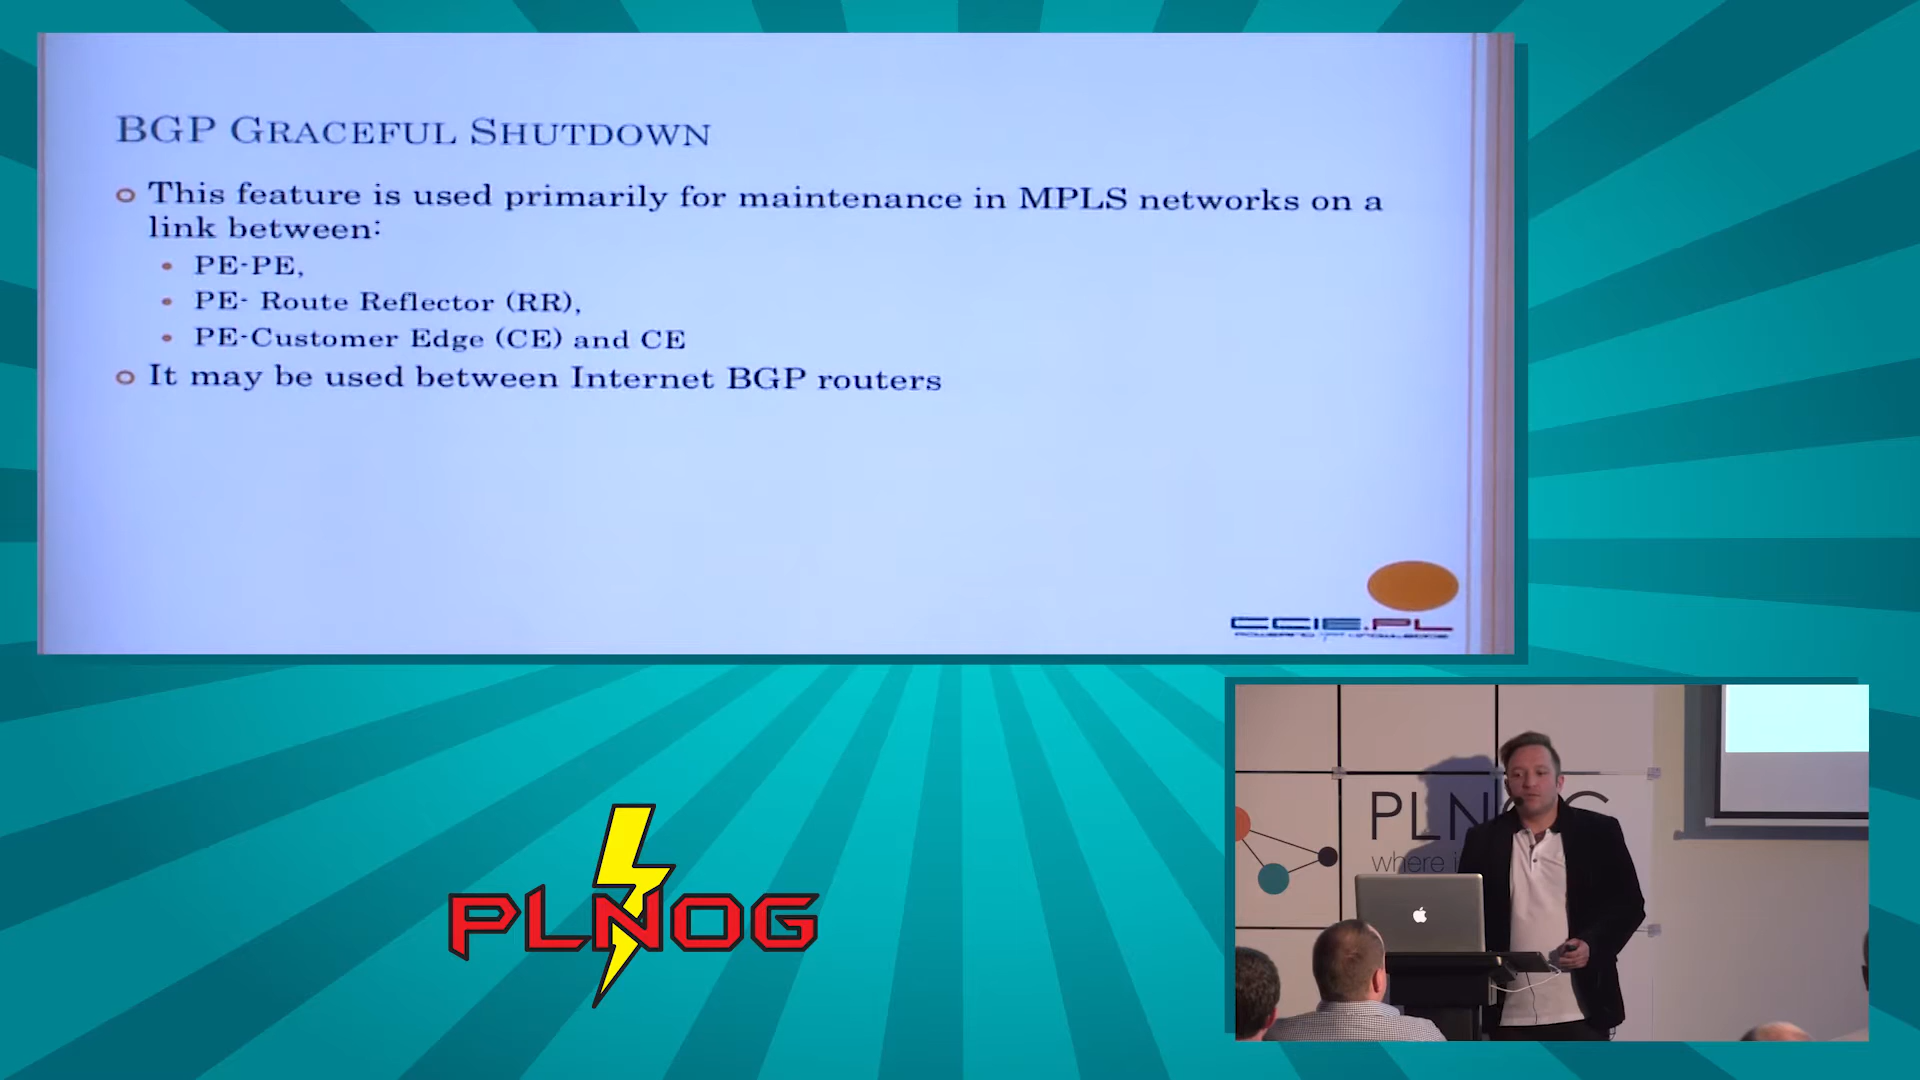 BGP GRACEFUL SHUTDOWN
This feature is used primarily for maintenance in MPLS networks on a
link between:
PE-PE,
PE- Route Reflector (RR),
PE-Customer Edge (CE) and CE
It may be used between Internet BGP routers
CCIE.PL
PLNOG
PLN
where i